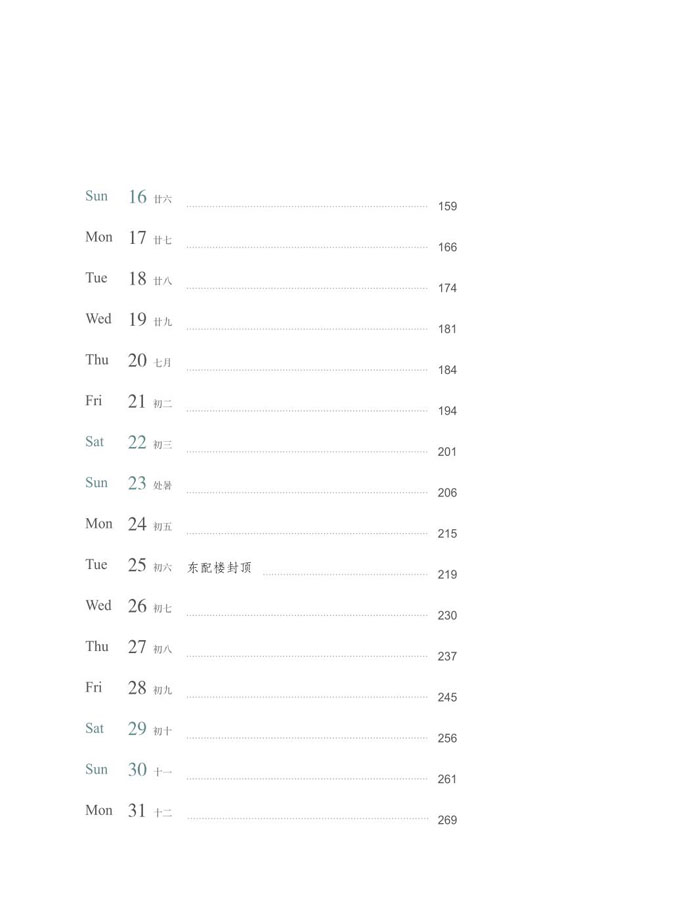 Sun 16 廿六 159
Mon 17 廿七 166
Tue 18 廿八 174
Wed 19 廿九 181
Thu 20 七月 184
Fri 21 初二 194
Sat 22 初三 201
Sun 23 处暑 206
Mon 24 初五 215
Tue 25 初六 东配楼封顶 219
Wed 26 初七 230
Thu 27 初八 237
Fri 28 初九 245
Sat 29 初十 256
Sun 30 十一 261
Mon 31 十二 269